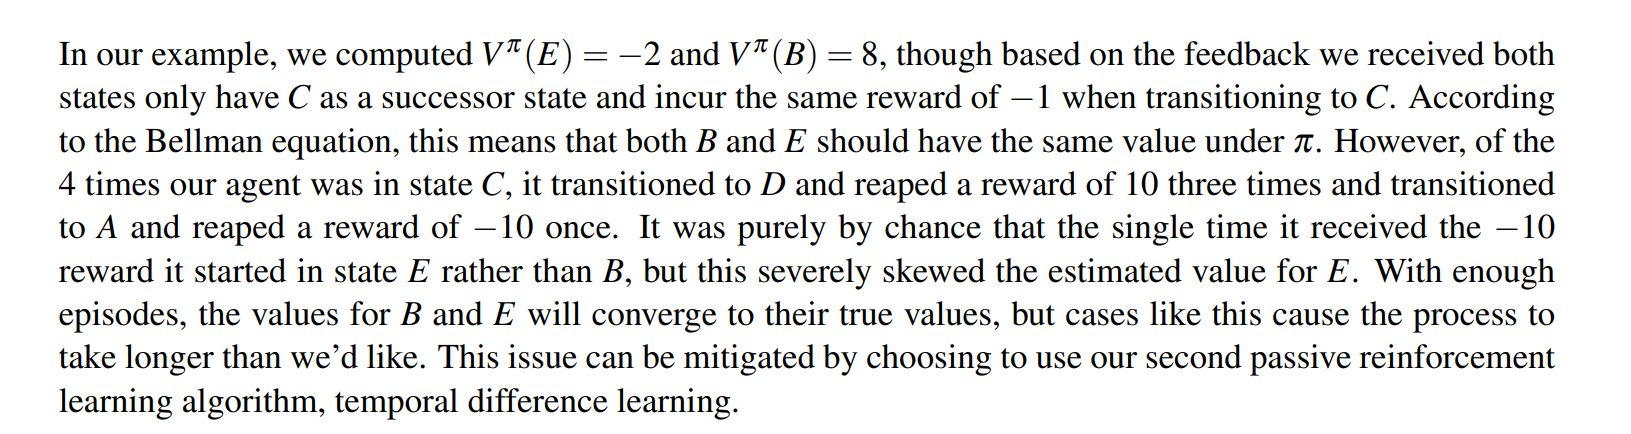 In our example, we computed V^π(E) = −2 and V^π(B) = 8, though based on the feedback we received both
states only have C as a successor state and incur the same reward of −1 when transitioning to C. According
to the Bellman equation, this means that both B and E should have the same value under π. However, of the
4 times our agent was in state C, it transitioned to D and reaped a reward of 10 three times and transitioned
to A and reaped a reward of −10 once. It was purely by chance that the single time it received the −10
reward it started in state E rather than B, but this severely skewed the estimated value for E. With enough
episodes, the values for B and E will converge to their true values, but cases like this cause the process to
take longer than we’d like. This issue can be mitigated by choosing to use our second passive reinforcement
learning algorithm, temporal difference learning.